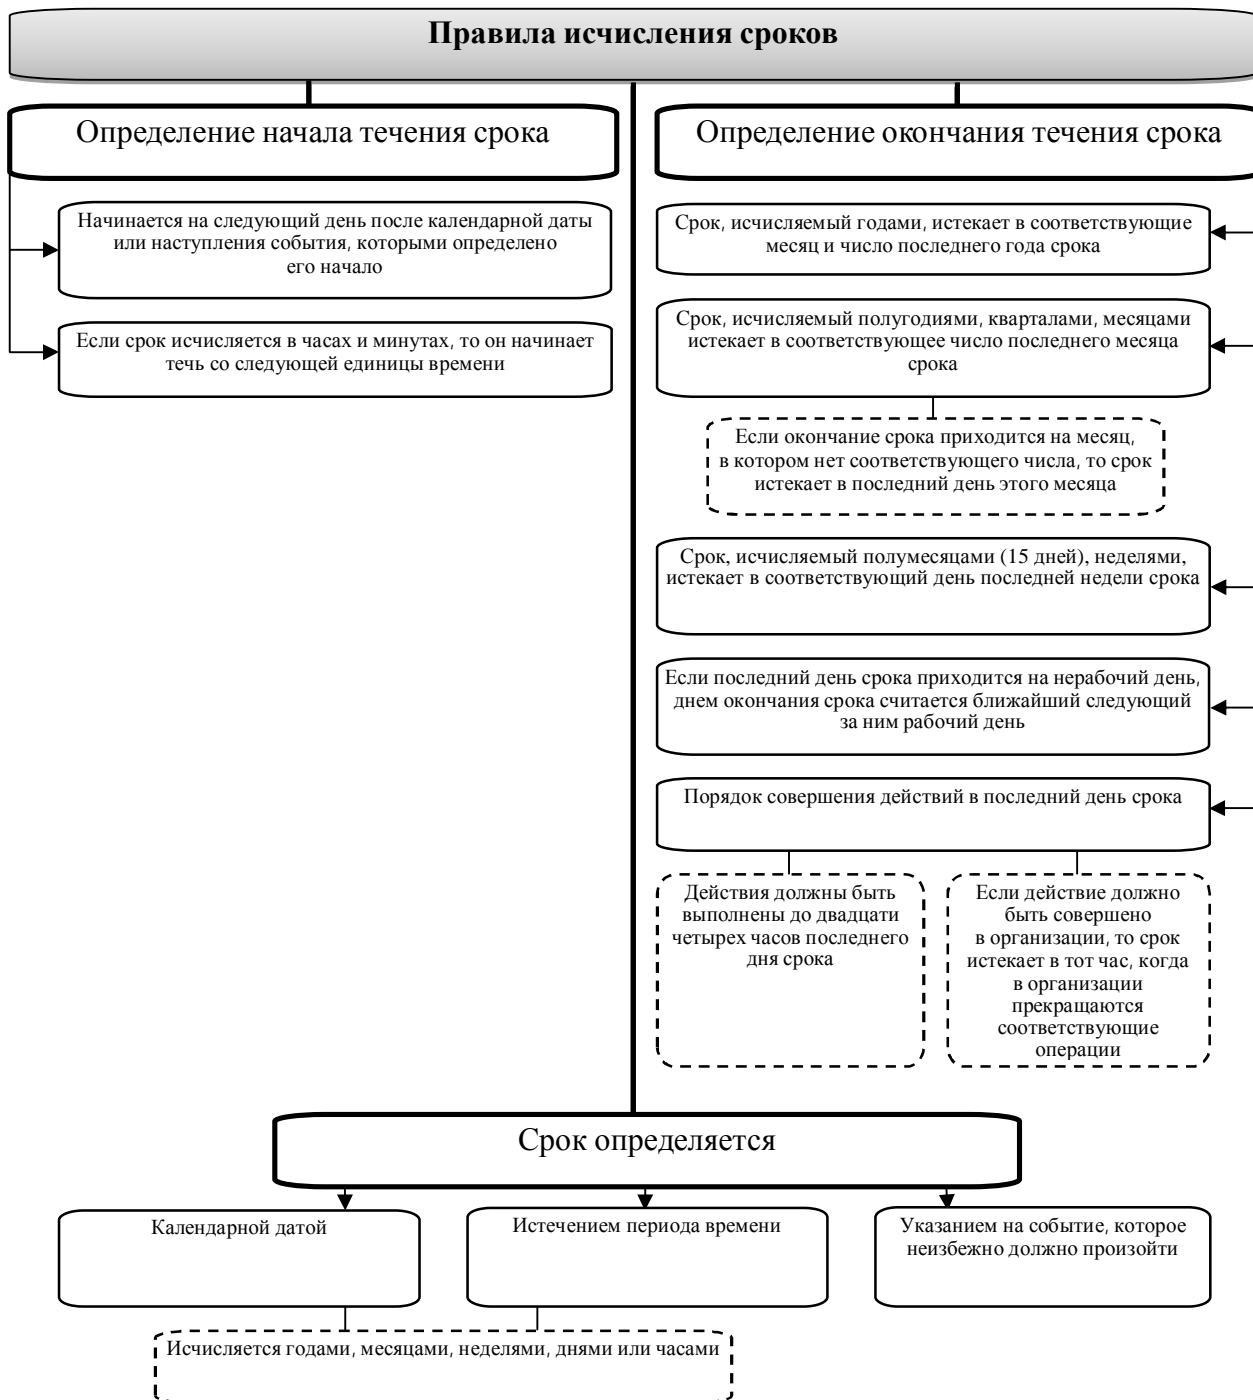 Правила исчисления сроков
Определение начала течения срока
Начинается на следующий день после календарной даты
или наступления события, которыми определено
его начало
Если срок исчисляется в часах и минутах, то он начинает
течь со следующей единицы времени
Определение окончания течения срока
Срок, исчисляемый годами, истекает в соответствующие
месяц и число последнего года срока
Срок, исчисляемый полугодиями, кварталами, месяцами
истекает в соответствующее число последнего месяца
срока
Если окончание срока приходится на месяц,
в котором нет соответствующего числа, то срок
истекает в последний день этого месяца
Срок, исчисляемый полумесяцами (15 дней), неделями,
истекает в соответствующий день последней недели срока
Если последний день срока приходится на нерабочий день,
днем окончания срока считается ближайший следующий
за ним рабочий день
Порядок совершения действий в последний день срока
Действия должны быть
выполнены до двадцати
четырех часов последнего
дня срока
Если действие должно
быть совершено
в организации, то срок
истекает в тот час, когда
в организации
прекращаются
соответствующие
операции
Срок определяется
Календарной датой
Истечением периода времени
Указанием на событие, которое
неизбежно должно произойти
Исчисляется годами, месяцами, неделями, днями или часами